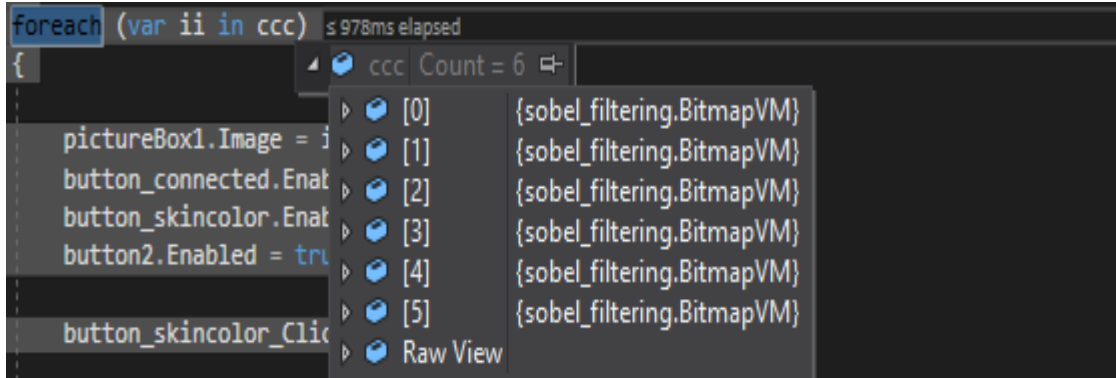 foreach (var ii in ccc) ≤ 978ms elapsed
{
ccc Count = 6
[0] {sobel_filtering.BitmapVM}
[1] {sobel_filtering.BitmapVM}
pictureBox1.Image = i
[2] {sobel_filtering.BitmapVM}
button_connected.Enab
[3] {sobel_filtering.BitmapVM}
button_skincolor.Enab
[4] {sobel_filtering.BitmapVM}
button2.Enabled = tru
[5] {sobel_filtering.BitmapVM}
button_skincolor_Clic
Raw View